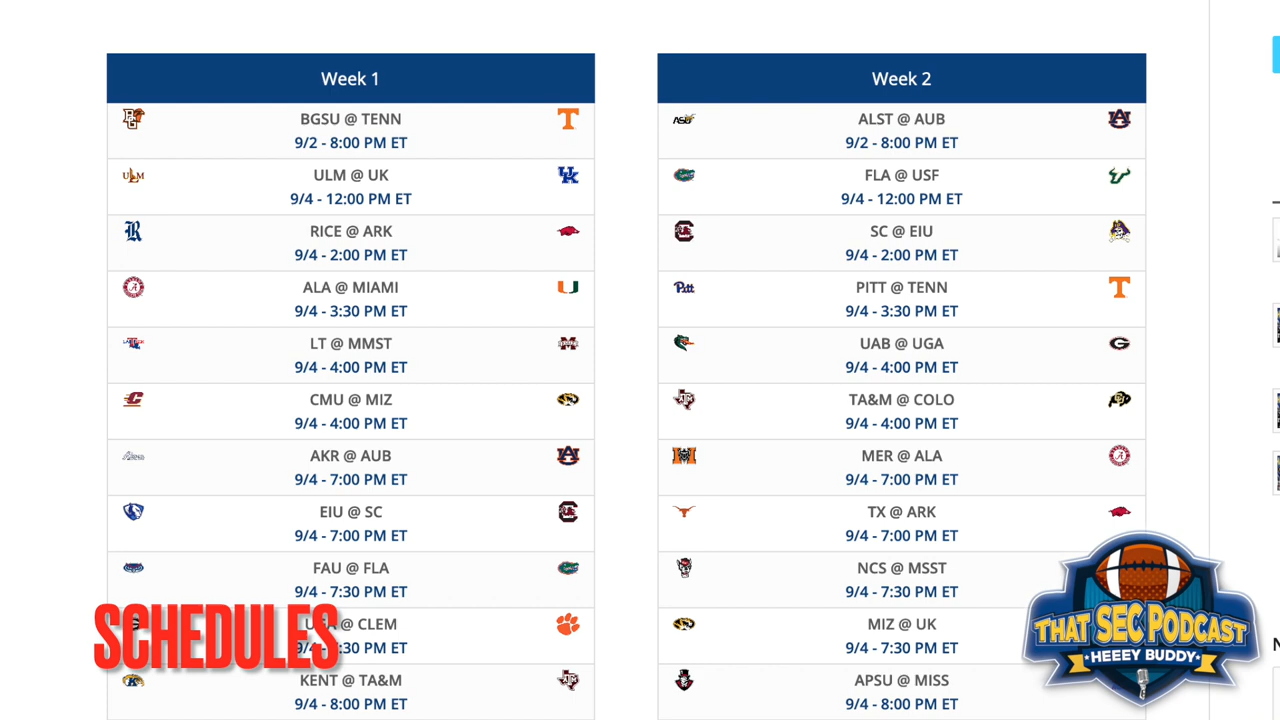 Week 1
BGSU @ TENN
9/2 - 8:00 PM ET
ULM @ UK
9/4 - 12:00 PM ET
RICE @ ARK
9/4 - 2:00 PM ET
ALA @ MIAMI
9/4 - 3:30 PM ET
LT @ MMST
9/4 - 4:00 PM ET
CMU @ MIZ
9/4 - 4:00 PM ET
AKR @ AUB
9/4 - 7:00 PM ET
EIU @ SC
9/4 - 7:00 PM ET
FAU @ FLA
9/4 - 7:30 PM ET
@ CLEM
:30 PM ET
KENT @ TA&M
9/4 - 8:00 PM ET
Week 2
ALST @ AUB
9/2 - 8:00 PM ET
FLA @ USF
9/4 - 12:00 PM ET
SC @ EIU
9/4 - 2:00 PM ET
PITT @ TENN
9/4 - 3:30 PM ET
UAB @ UGA
9/4 - 4:00 PM ET
TA&M @ COLO
9/4 - 4:00 PM ET
MER @ ALA
9/4 - 7:00 PM ET
TX @ ARK
9/4 - 7:00 PM ET
NCS @ MSST
9/4 - 7:30 PM ET
MIZ @ UK
9/4 - 7:30 PM ET
APSU @ MISS
9/4 - 8:00 PM ET
SCHEDULES
THAT SEC PODCAST
HEEEY BUDDY